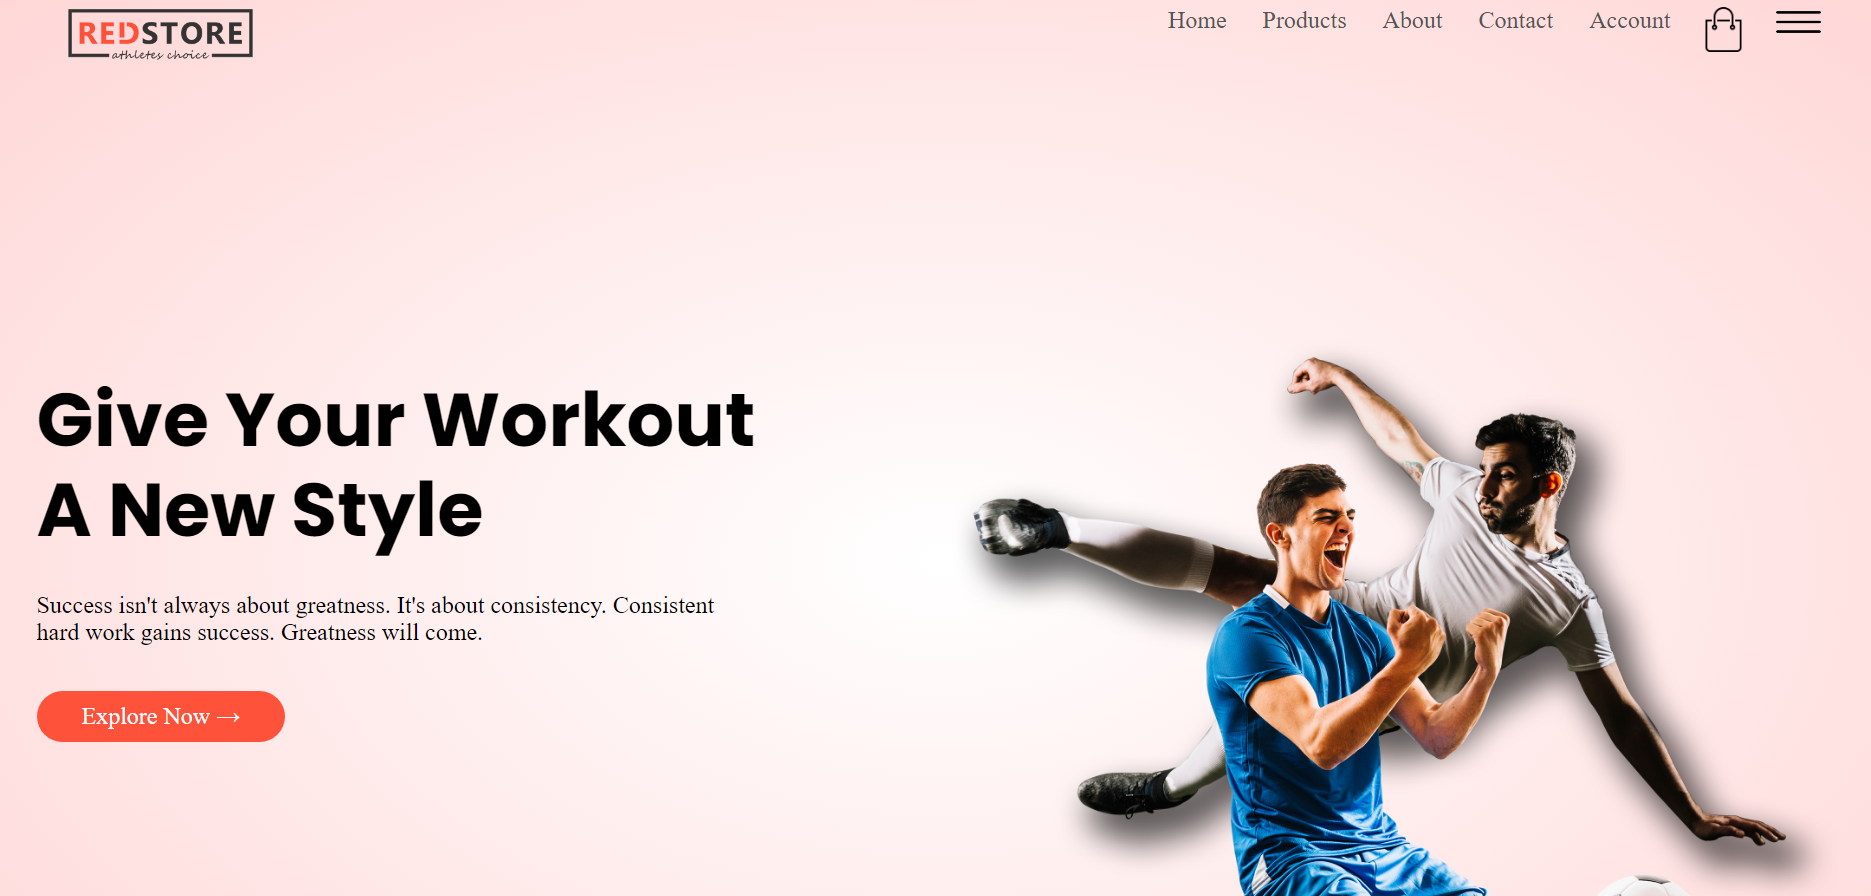 REDSTORE
athletes choice
Home Products About Contact Account
Give Your Workout
A New Style
Success isn't always about greatness. It's about consistency. Consistent
hard work gains success. Greatness will come.
Explore Now →